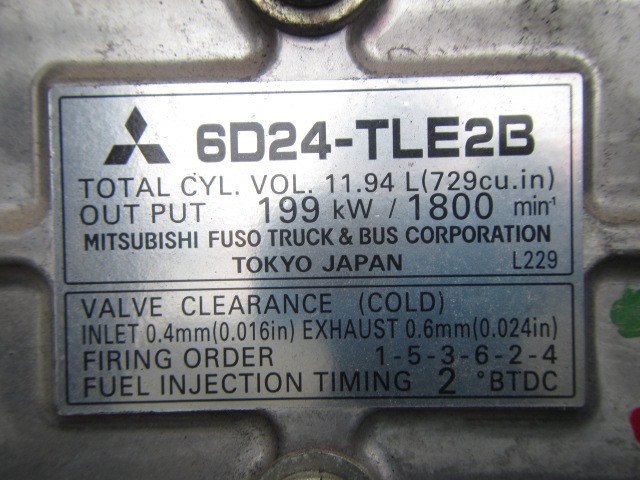 6D24-TLE2B
TOTAL CYL. VOL. 11.94 L(729cu.in)
OUT PUT 199 kW / 1800 min-¹
MITSUBISHI FUSO TRUCK & BUS CORPORATION
TOKYO JAPAN L229
VALVE CLEARANCE (COLD)
INLET 0.4mm(0.016in) EXHAUST 0.6mm(0.024in)
FIRING ORDER 1-5-3-6-2-4
FUEL INJECTION TIMING 2 °BTDC